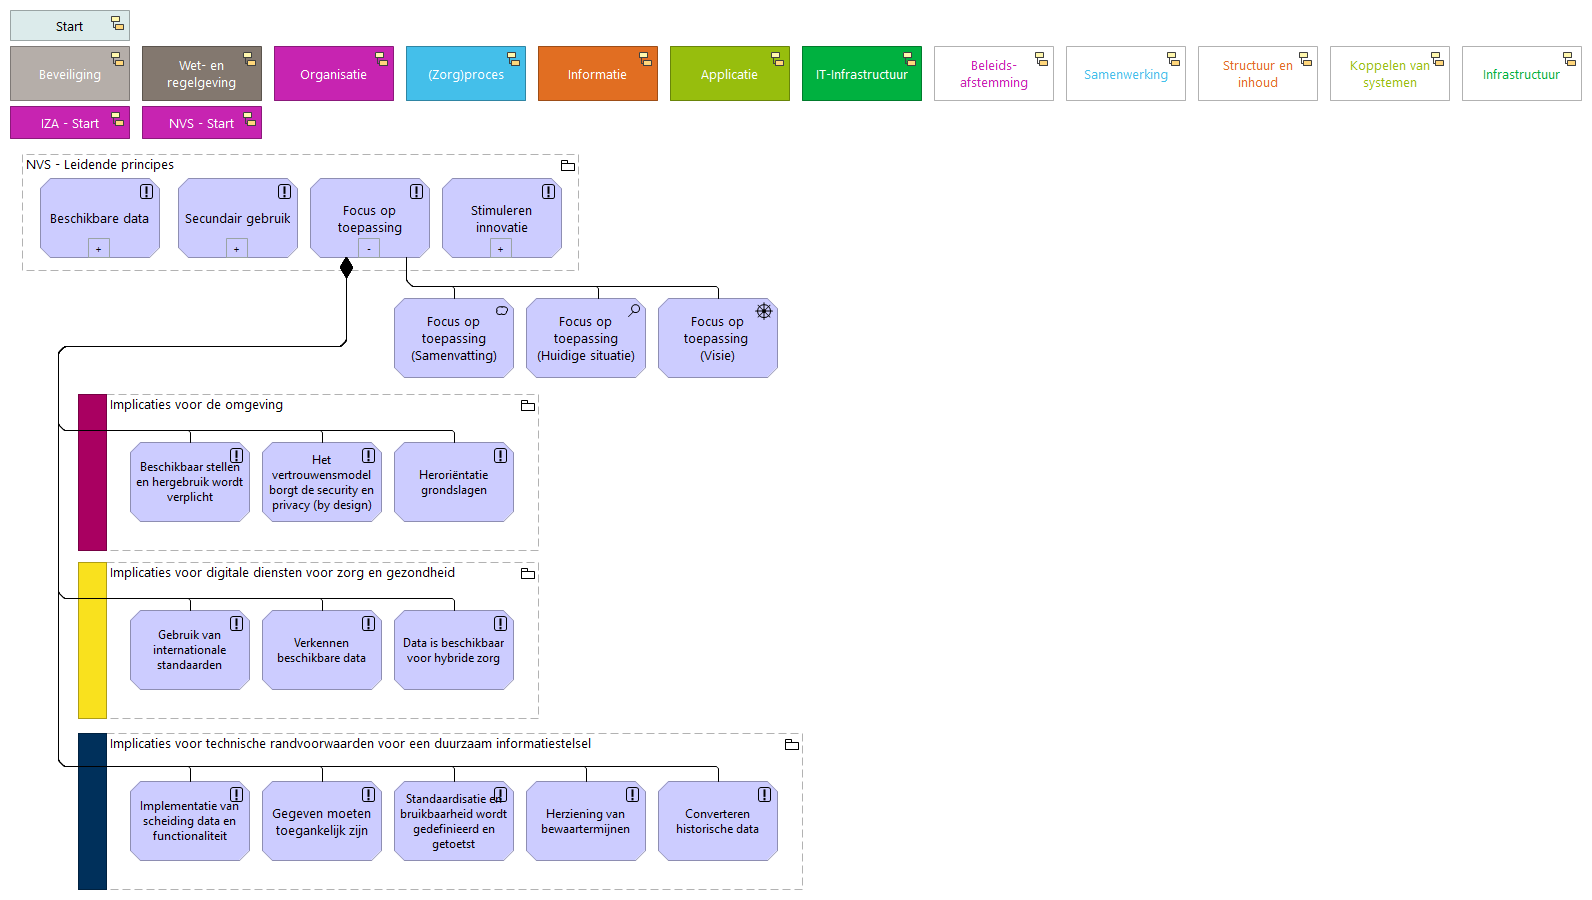 Start
Beveiliging
Wet- en
regelgeving
Organisatie
(Zorg)proces
Informatie
Applicatie
IT-Infrastructuur
Beleids-
afstemming
Samenwerking
Structuur en
inhoud
Koppelen van
systemen
Infrastructuur
IZA - Start
NVS - Start
NVS - Leidende principes
Beschikbare data
+
Secundair gebruik
+
Focus op
toepassing
-
Stimuleren
innovatie
+
Focus op
toepassing
(Samenvatting)
Focus op
toepassing
(Huidige situatie)
Focus op
toepassing
(Visie)
Implicaties voor de omgeving
Beschikbaar stellen
en hergebruik wordt
verplicht
Het
vertrouwensmodel
borgt de security en
privacy (by design)
Heroriëntatie
grondslagen
Implicaties voor digitale diensten voor zorg en gezondheid
Gebruik van
internationale
standaarden
Verkennen
beschikbare data
Data is beschikbaar
voor hybride zorg
Implicaties voor technische randvoorwaarden voor een duurzaam informatiestelsel
Implementatie van
scheiding data en
functionaliteit
Gegeven moeten
toegankelijk zijn
Standaardisatie en
bruikbaarheid wordt
gedefinieerd en
getoetst
Herziening van
bewaartermijnen
Converteren
historische data